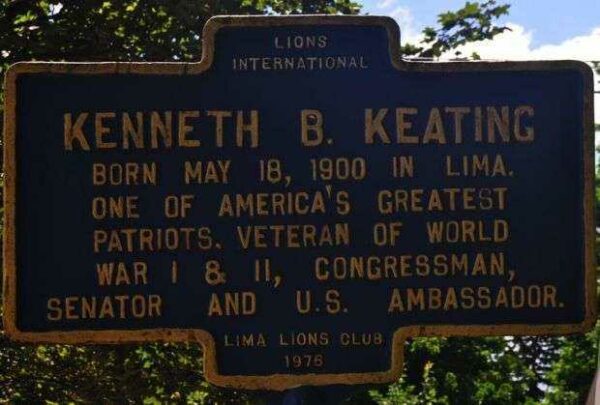 LIONS
INTERNATIONAL
KENNETH B. KEATING
BORN MAY 18, 1900 IN LIMA.
ONE OF AMERICA'S GREATEST
PATRIOTS. VETERAN OF WORLD
WAR I & II, CONGRESSMAN,
SENATOR AND U.S. AMBASSADOR.
LIMA LIONS CLUB
1976